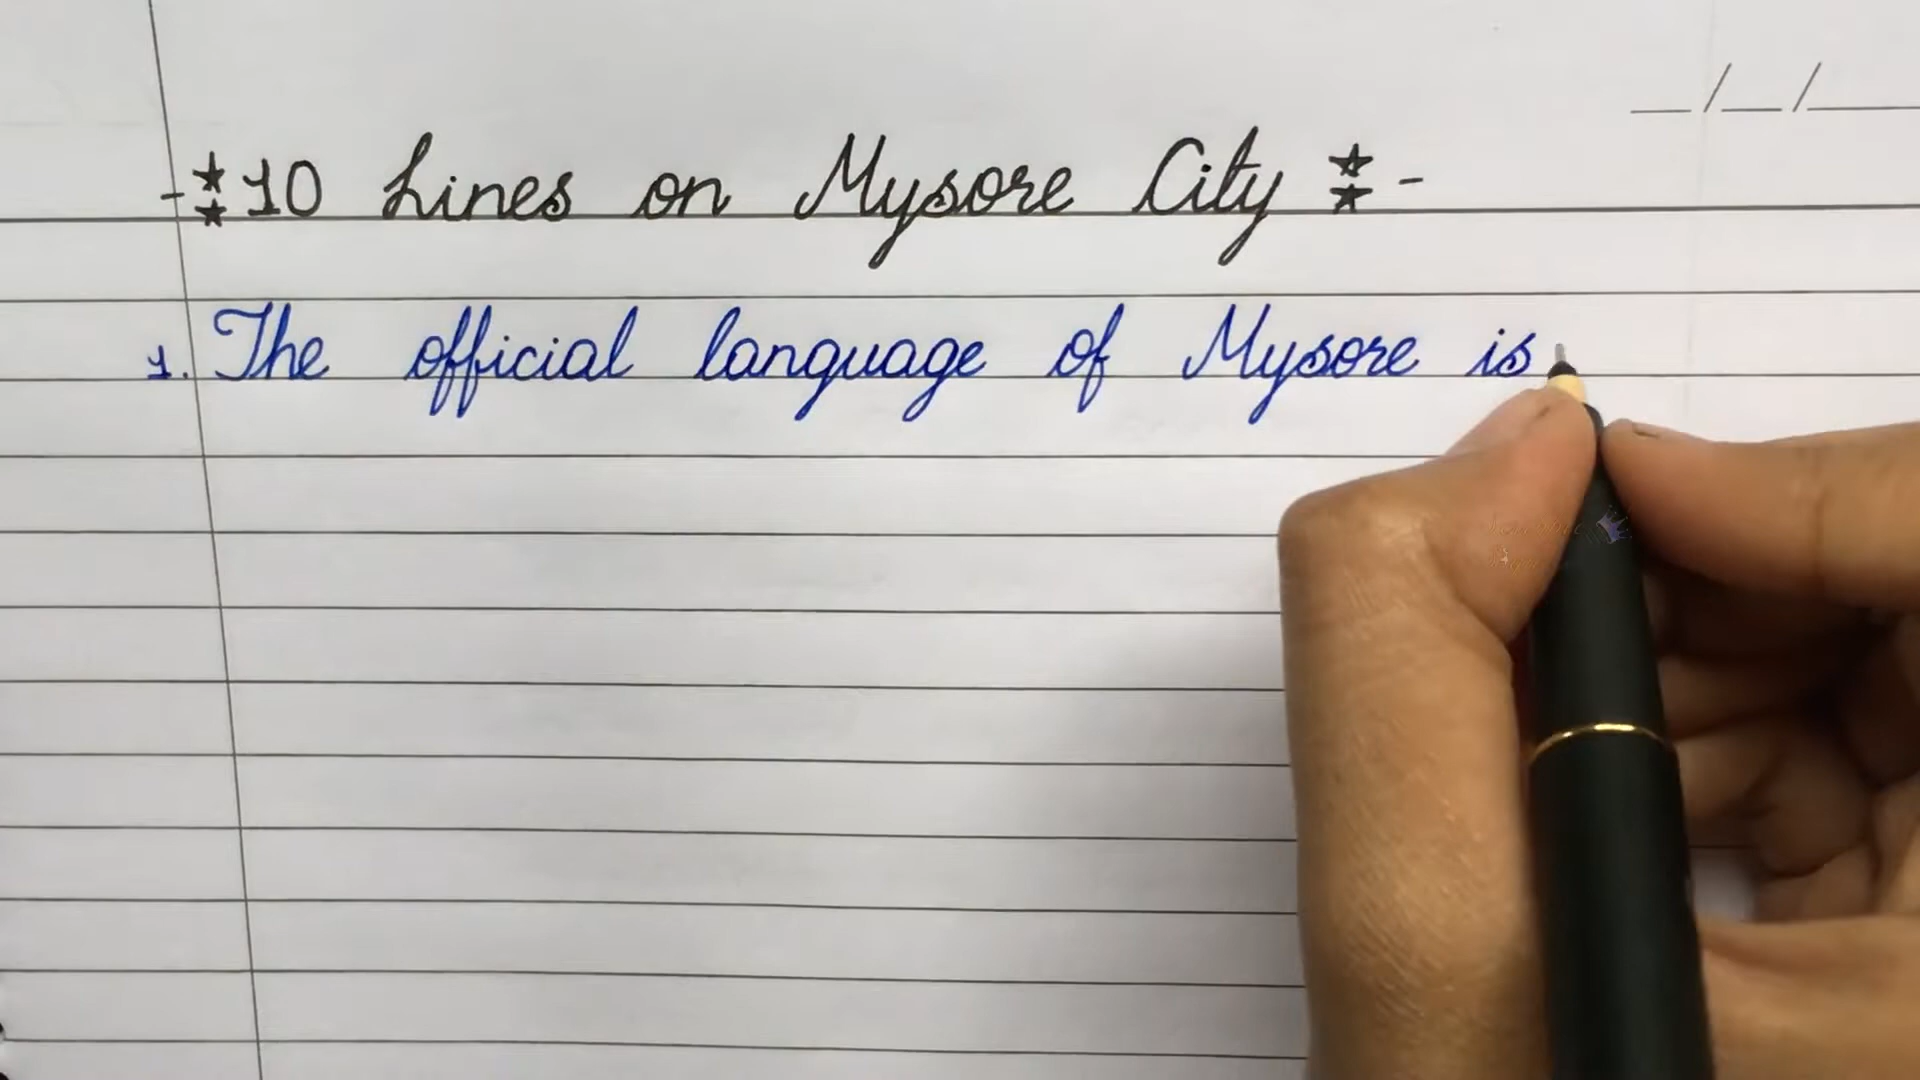 -**10 Lines on Mysore City **-
1. The official language of Mysore is